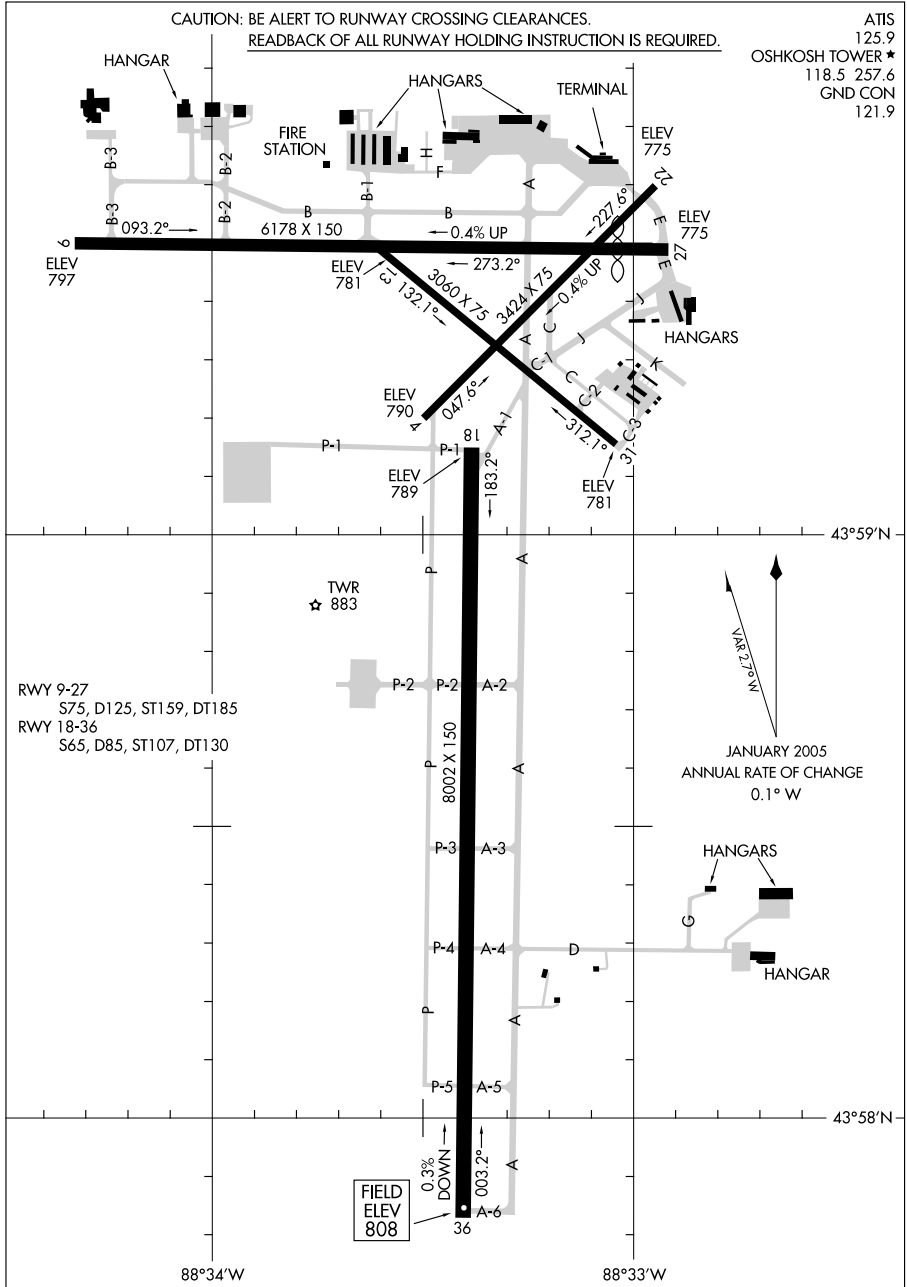 CAUTION: BE ALERT TO RUNWAY CROSSING CLEARANCES.
READBACK OF ALL RUNWAY HOLDING INSTRUCTION IS REQUIRED.
ATIS
125.9
OSHKOSH TOWER ★
118.5 257.6
GND CON
121.9
HANGAR
HANGARS
TERMINAL
FIRE
STATION
ELEV
775
22
B-3
B-2
B-1
H
F
A
B-3
B-2
B
B
227.6°
E
E
ELEV
775
27
9
093.2°
6178 X 150
0.4% UP
ELEV
797
ELEV
781
273.2°
13
132.1°
3060 X 75
3424 X 75
0.4% UP
A
C
J
J
HANGARS
C-1
C
C-2
K
C-3
ELEV
790
4
047.6°
312.1°
31
ELEV
781
P-1
P-1
18
A-1
ELEV
789
183.2°
43°59'N
P
A
TWR
883
VAR 2.7° W
JANUARY 2005
ANNUAL RATE OF CHANGE
0.1° W
P-2
P-2
A-2
RWY 9-27
S75, D125, ST159, DT185
RWY 18-36
S65, D85, ST107, DT130
P
8002 X 150
A
P-3
A-3
HANGARS
G
P-4
A-4
D
HANGAR
P
A
P-5
A-5
43°58'N
0.3%
DOWN
003.2°
A
FIELD
ELEV
808
A-6
36
88°34'W
88°33'W